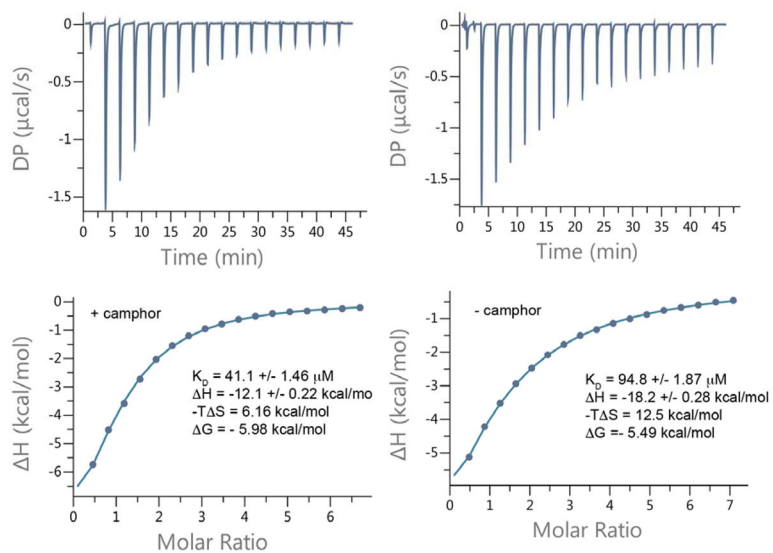 0
-0.5
-1
-1.5
DP (μcal/s)
0 5 10 15 20 25 30 35 40 45
Time (min)
0
-0.5
-1
-1.5
DP (μcal/s)
0 5 10 15 20 25 30 35 40 45
Time (min)
0
-1
-2
-3
-4
-5
-6
ΔH (kcal/mol)
+ camphor
KD = 41.1 +/- 1.46 μM
ΔH = -12.1 +/- 0.22 kcal/mo
-TΔS = 6.16 kcal/mol
ΔG = - 5.98 kcal/mol
0 1 2 3 4 5 6
Molar Ratio
-1
-2
-3
-4
-5
ΔH (kcal/mol)
- camphor
KD = 94.8 +/- 1.87 μM
ΔH = -18.2 +/- 0.28 kcal/mol
-TΔS = 12.5 kcal/mol
ΔG =- 5.49 kcal/mol
0 1 2 3 4 5 6 7
Molar Ratio